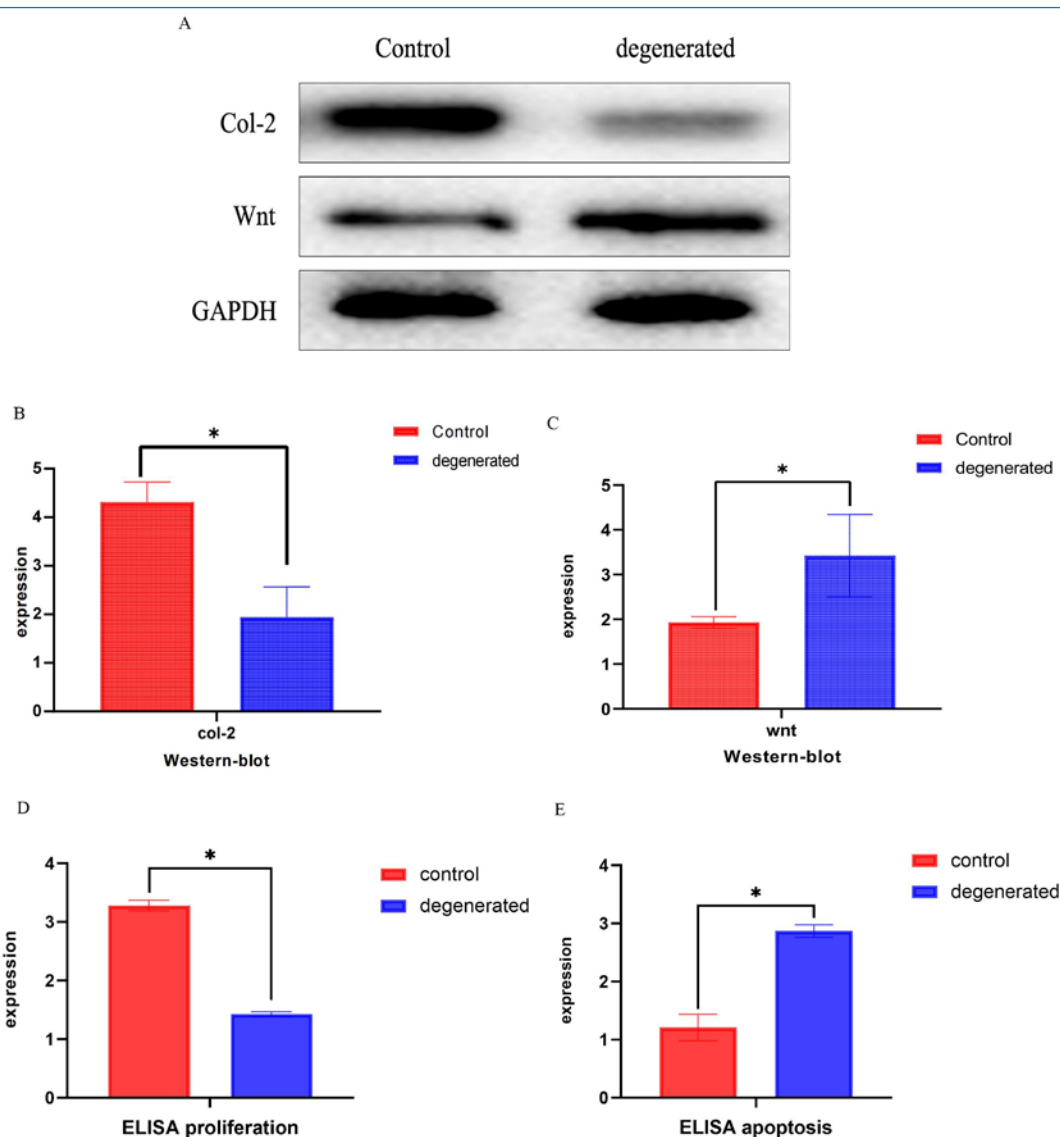 A
Control degenerated
Col-2
Wnt
GAPDH
B
*
Control
degenerated
5
4
3
2
1
0
expression
col-2
Western-blot
C
*
Control
degenerated
5
4
3
2
1
0
expression
wnt
Western-blot
D
*
control
degenerated
4
3
2
1
0
expression
ELISA proliferation
E
*
control
degenerated
4
3
2
1
0
expression
ELISA apoptosis